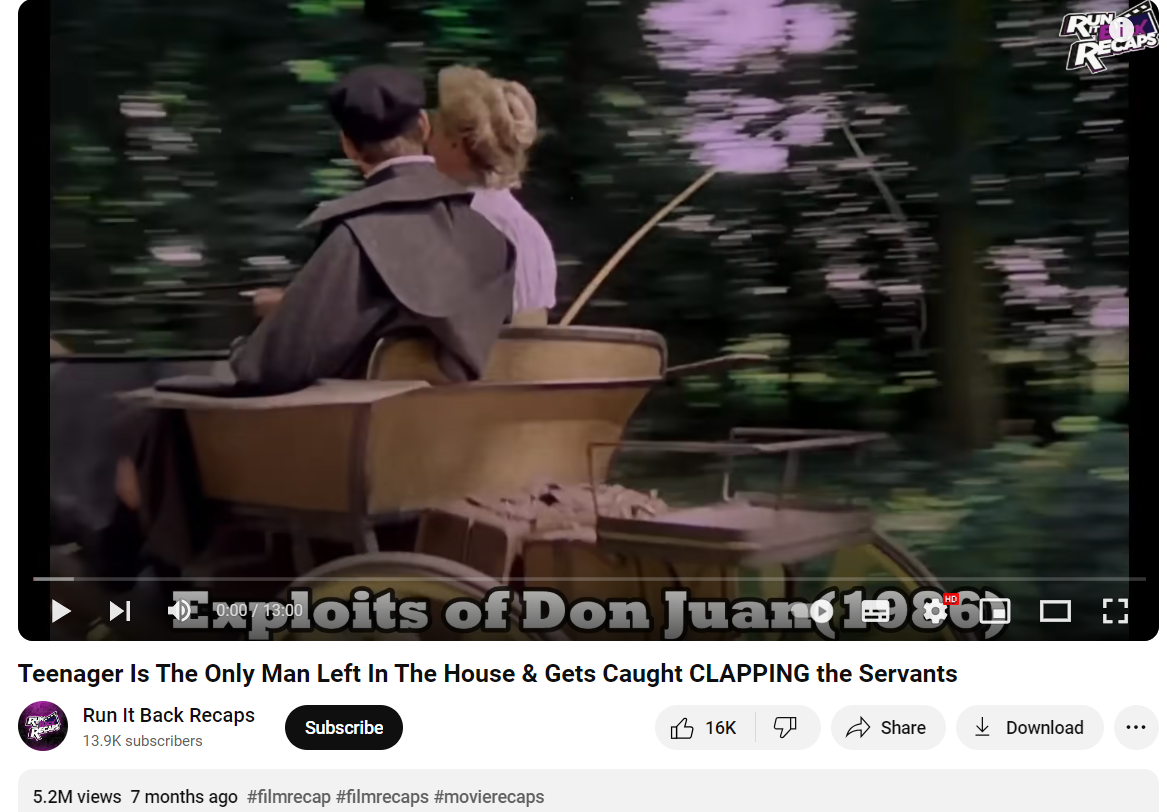 RUN
IT
RECAPS
HD
0:00 / 13:00
Exploits of Don Juan (1986)
Teenager Is The Only Man Left In The House & Gets Caught CLAPPING the Servants
Run It Back Recaps
13.9K subscribers
Subscribe
16K
Share
Download
5.2M views 7 months ago #filmrecap #filmrecaps #movierecaps